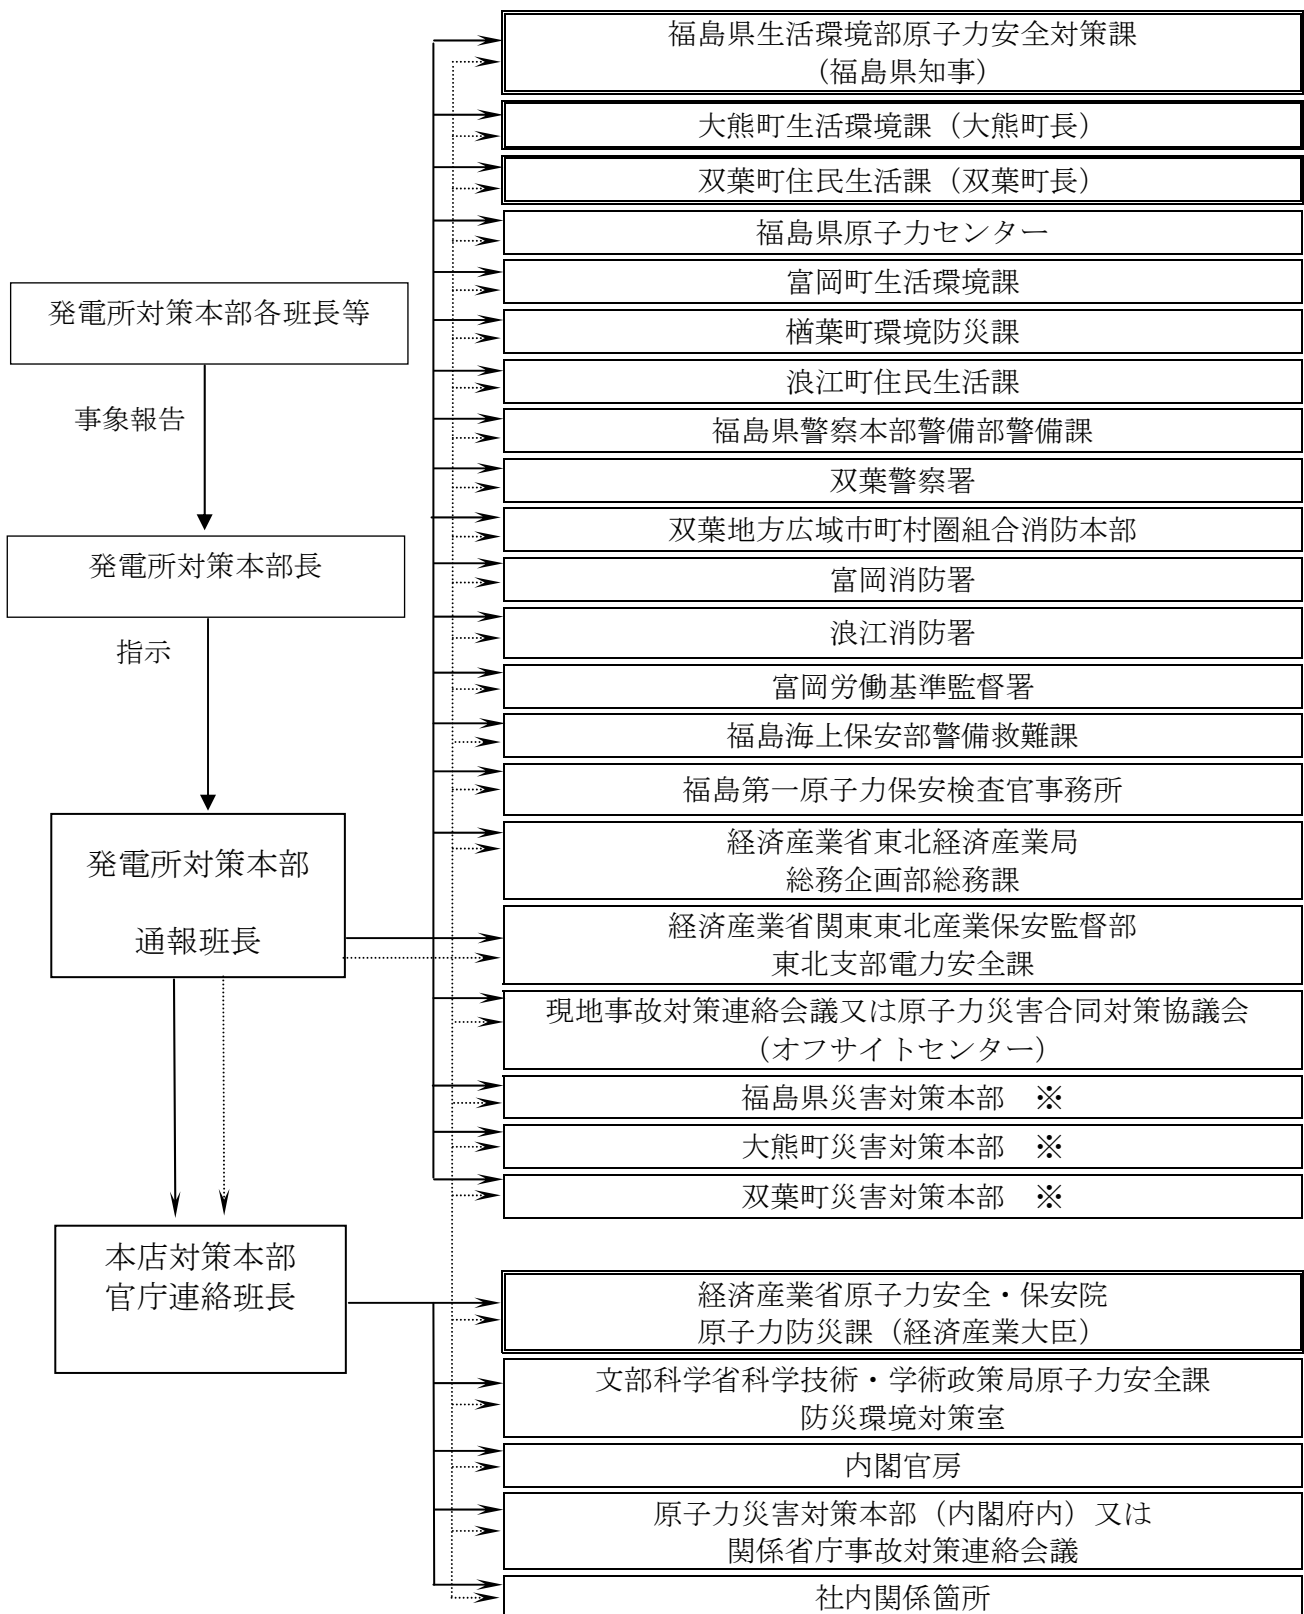 発電所対策本部各班長等
事象報告
発電所対策本部長
指示
発電所対策本部
通報班長
本店対策本部
官庁連絡班長
福島県生活環境部原子力安全対策課
(福島県知事)
大熊町生活環境課(大熊町長)
双葉町住民生活課(双葉町長)
福島県原子力センター
富岡町生活環境課
楢葉町環境防災課
浪江町住民生活課
福島県警察本部警備部警備課
双葉警察署
双葉地方広域市町村圏組合消防本部
富岡消防署
浪江消防署
富岡労働基準監督署
福島海上保安部警備救難課
福島第一原子力保安検査官事務所
経済産業省東北経済産業局
総務企画部総務課
経済産業省関東東北産業保安監督部
東北支部電力安全課
現地事故対策連絡会議又は原子力災害合同対策協議会
(オフサイトセンター)
福島県災害対策本部 ※
大熊町災害対策本部 ※
双葉町災害対策本部 ※
経済産業省原子力安全・保安院
原子力防災課(経済産業大臣)
文部科学省科学技術・学術政策局原子力安全課
防災環境対策室
内閣官房
原子力災害対策本部(内閣府内)又は
関係省庁事故対策連絡会議
社内関係箇所